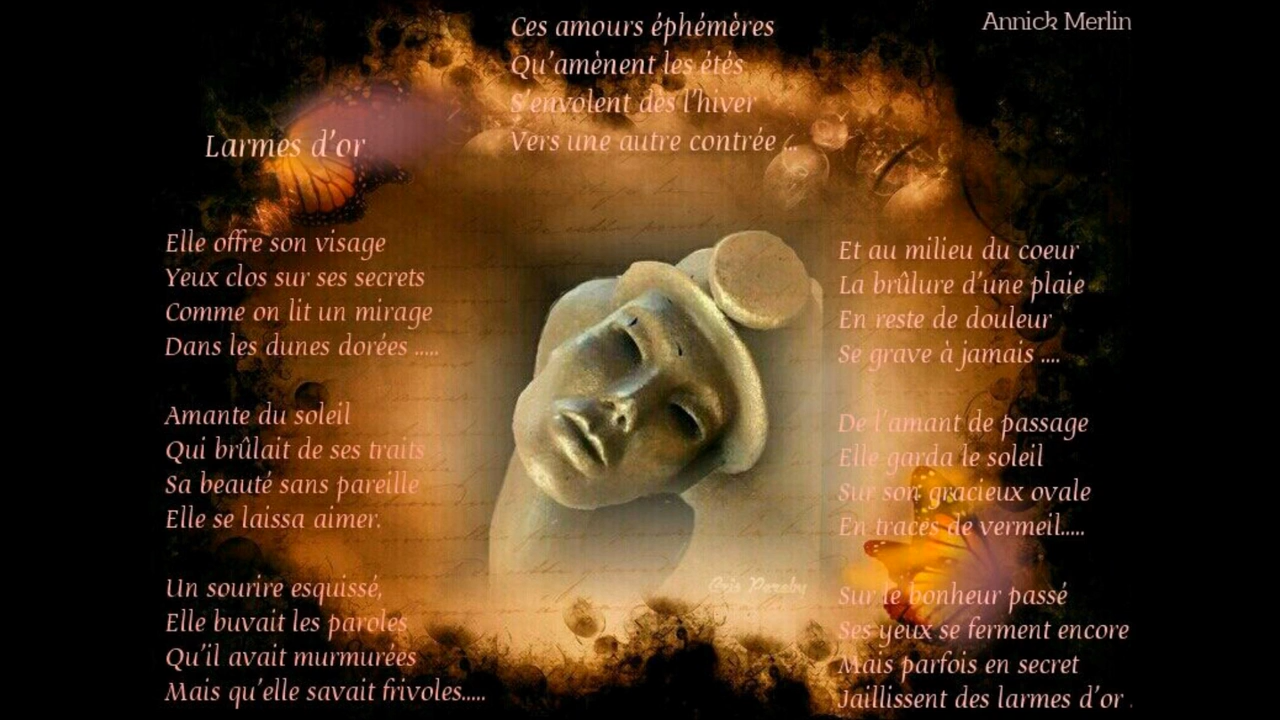 Larmes d'or
Elle offre son visage
Yeux clos sur ses secrets
Comme on lit un mirage
Dans les dunes dorées .....
Amante du soleil
Qui brûlait de ses traits
Sa beauté sans pareille
Elle se laissa aimer.
Un sourire esquissé,
Elle buvait les paroles
Qu'il avait murmurées
Mais qu'elle savait frivoles.....
Ces amours éphémères
Qu'amènent les étés
S'envolent dès l'hiver
Vers une autre contrée ...
Et au milieu du coeur
La brûlure d'une plaie
En reste de douleur
Se grave à jamais ....
De l'amant de passage
Elle garda le soleil
Sur son gracieux ovale
En traces de vermeil.....
Sur le bonheur passé
Ses yeux se ferment encore
Mais parfois en secret
Jaillissent des larmes d'or .
Annick Merlin
Cris